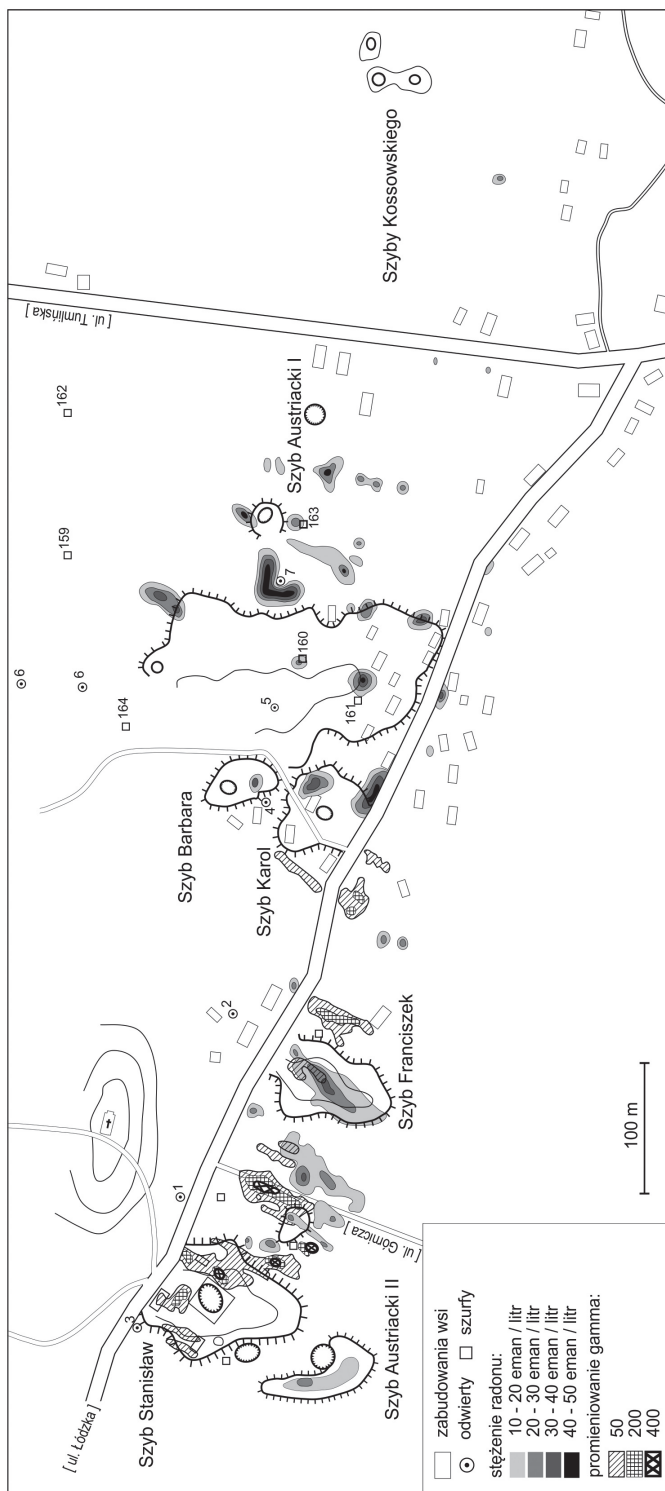 [ ul. Łódzka ]
Szyb Stanisław
3
1
Szyb Austriacki II
[ ul. Górnicza ]
Szyb Franciszek
2
Szyb Karol
Szyb Barbara
4
164
6
6
5
161
160
159
7
163
162
Szyb Austriacki I
[ ul. Tumlińska ]
Szyby Kossowskiego
100 m
zabudowania wsi
odwierty
szurfy
stężenie radonu:
10 - 20 eman / litr
20 - 30 eman / litr
30 - 40 eman / litr
40 - 50 eman / litr
promieniowanie gamma:
50
200
400